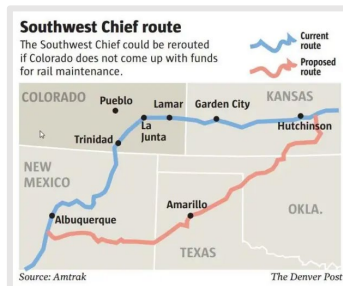 Southwest Chief route
The Southwest Chief could be rerouted
if Colorado does not come up with funds
for rail maintenance.
Current
route
Proposed
route
COLORADO
Pueblo
Lamar
Garden City
KANSAS
La
Junta
Hutchinson
Trinidad
NEW
MEXICO
Amarillo
OKLA.
Albuquerque
TEXAS
Source: Amtrak
The Denver Post